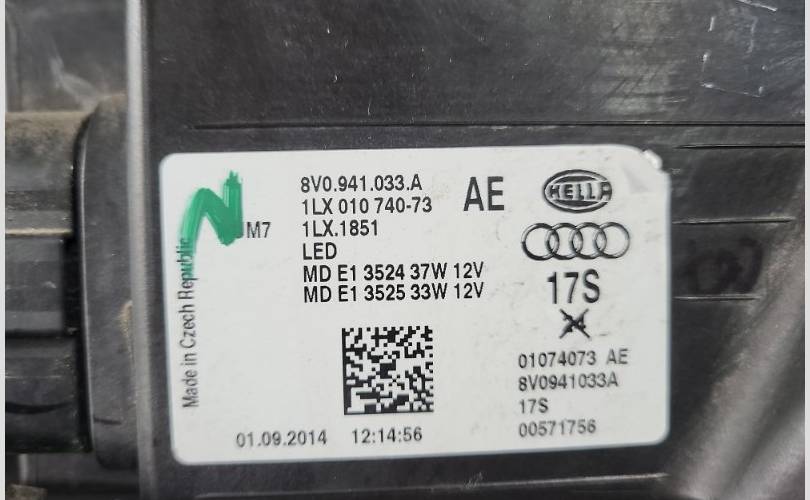 8V0.941.033.A
1LX 010 740-73
1LX.1851
LED
MD E1 3524 37W 12V
MD E1 3525 33W 12V
AE
HELLA
17S
M7
Made in Czech Republic
01.09.2014 12:14:56
01074073 AE
8V0941033A
17S
00571756